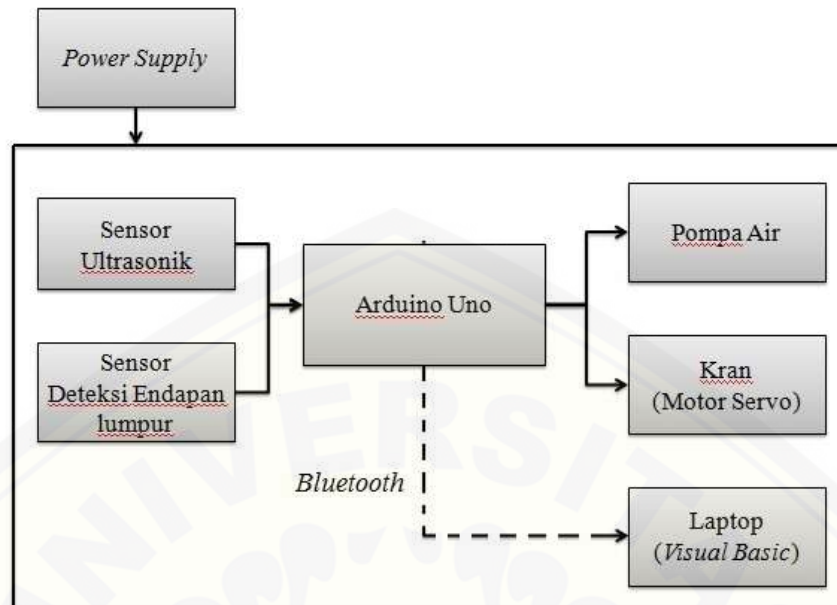 Power Supply
Sensor
Ultrasonik
Arduino Uno
Pompa Air
Sensor
Deteksi Endapan
lumpur
Kran
(Motor Servo)
Bluetooth
Laptop
(Visual Basic)